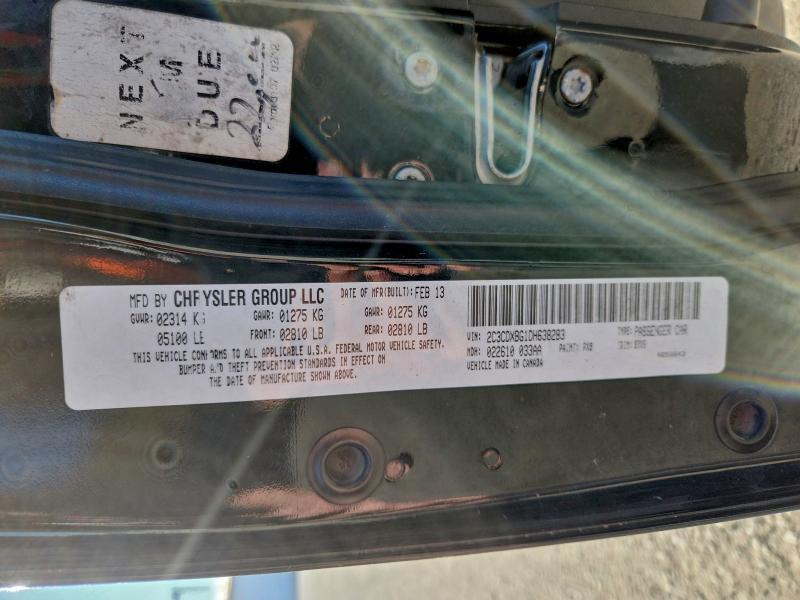 NEXT
DUE
MFD BY CHRYSLER GROUP LLC DATE OF MFR(BUILT): FEB 13
GVWR: 02314 KG GAWR: 01275 KG GAWR: 01275 KG
05100 LB FRONT: 02810 LB REAR: 02810 LB
THIS VEHICLE CONFORMS TO ALL APPLICABLE U.S.A. FEDERAL MOTOR VEHICLE SAFETY,
BUMPER AND THEFT PREVENTION STANDARDS IN EFFECT ON
THE DATE OF MANUFACTURE SHOWN ABOVE.
VIN: 2C3CDXBG1DH638283 TYPE: PASSENGER CAR
MDH: 022610 033AA PAINT: PX8 TRIM:
VEHICLE MADE IN CANADA